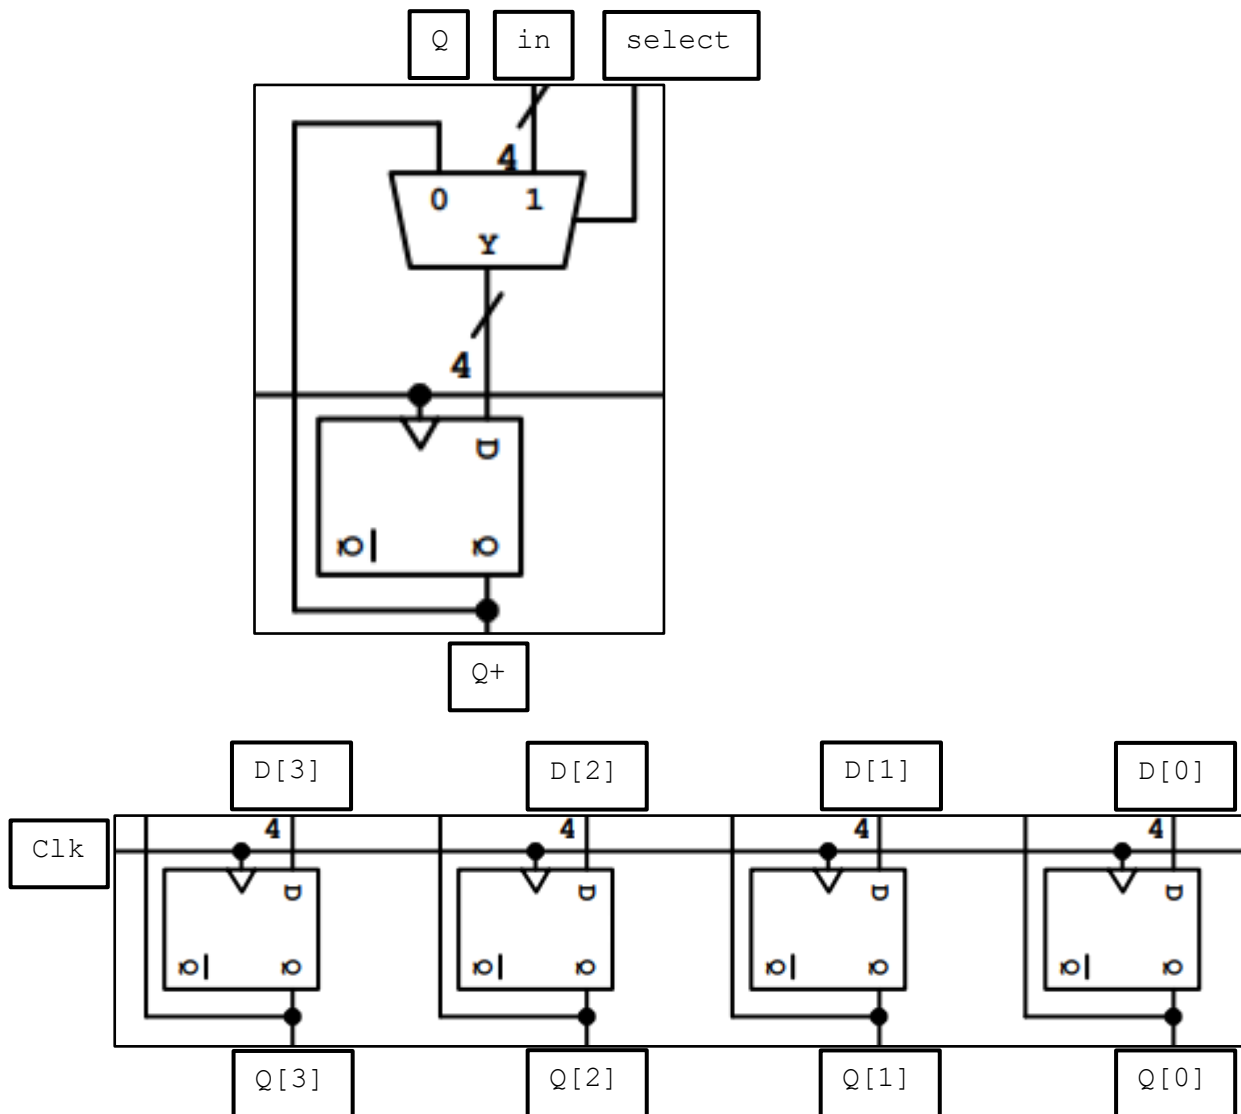 Q in select
4
0 1
Y
4
D
Q Q
Q+
D[3] D[2] D[1] D[0]
Clk
4 4 4 4
D D D D
Q Q Q Q Q Q Q Q
Q[3] Q[2] Q[1] Q[0]